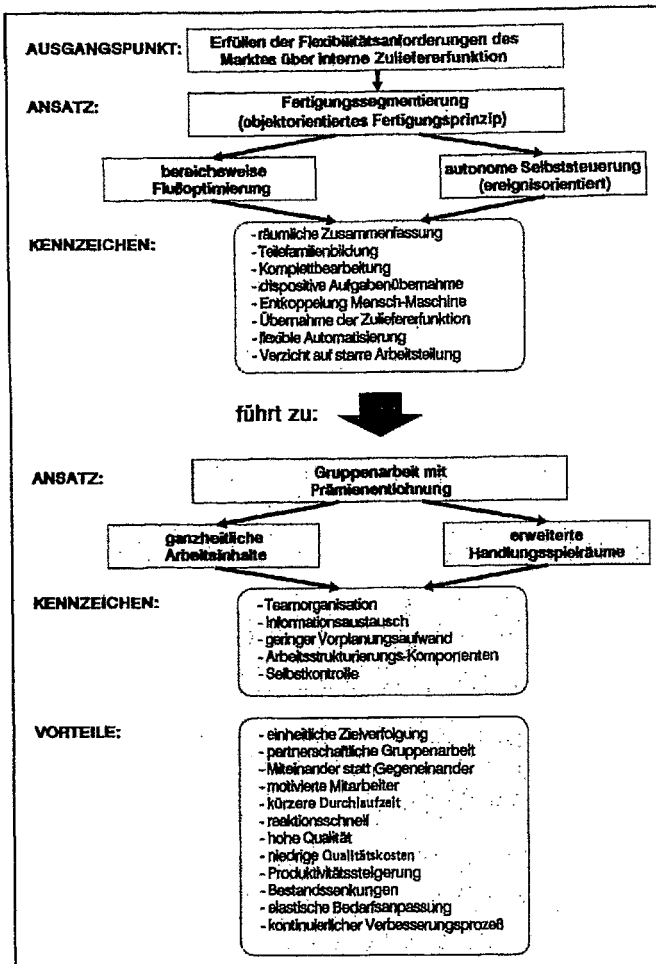 AUSGANGSPUNKT:
Erfüllen der Flexibilitätsanforderungen des
Marktes über interne Zuliefererfunktion
ANSATZ:
Fertigungssegmentierung
(objektorientiertes Fertigungsprinzip)
bereichsweise
Flußoptimierung
autonome Selbststeuerung
(ereignisorientiert)
KENNZEICHEN:
- räumliche Zusammenfassung
- Teilefamilienbildung
- Komplettbearbeitung
- dispositive Aufgabenübernahme
- Entkoppelung Mensch-Maschine
- Übernahme der Zuliefererfunktion
- flexible Automatisierung
- Verzicht auf starre Arbeitsteilung
führt zu:
ANSATZ:
Gruppenarbeit mit
Prämienentlohnung
ganzheitliche
Arbeitsinhalte
erweiterte
Handlungsspielräume
KENNZEICHEN:
- Teamorganisation
- Informationsaustausch
- geringer Vorplanungsaufwand
- Arbeitsstrukturierungs-Komponenten
- Selbstkontrolle
VORTEILE:
- einheitliche Zielverfolgung
- partnerschaftliche Gruppenarbeit
- Miteinander statt Gegeneinander
- motivierte Mitarbeiter
- kürzere Durchlaufzeit
- reaktionsschnell
- hohe Qualität
- niedrige Qualitätskosten
- Produktivitätssteigerung
- Bestandssenkungen
- elastische Bedarfsanpassung
- kontinuierlicher Verbesserungsprozeß